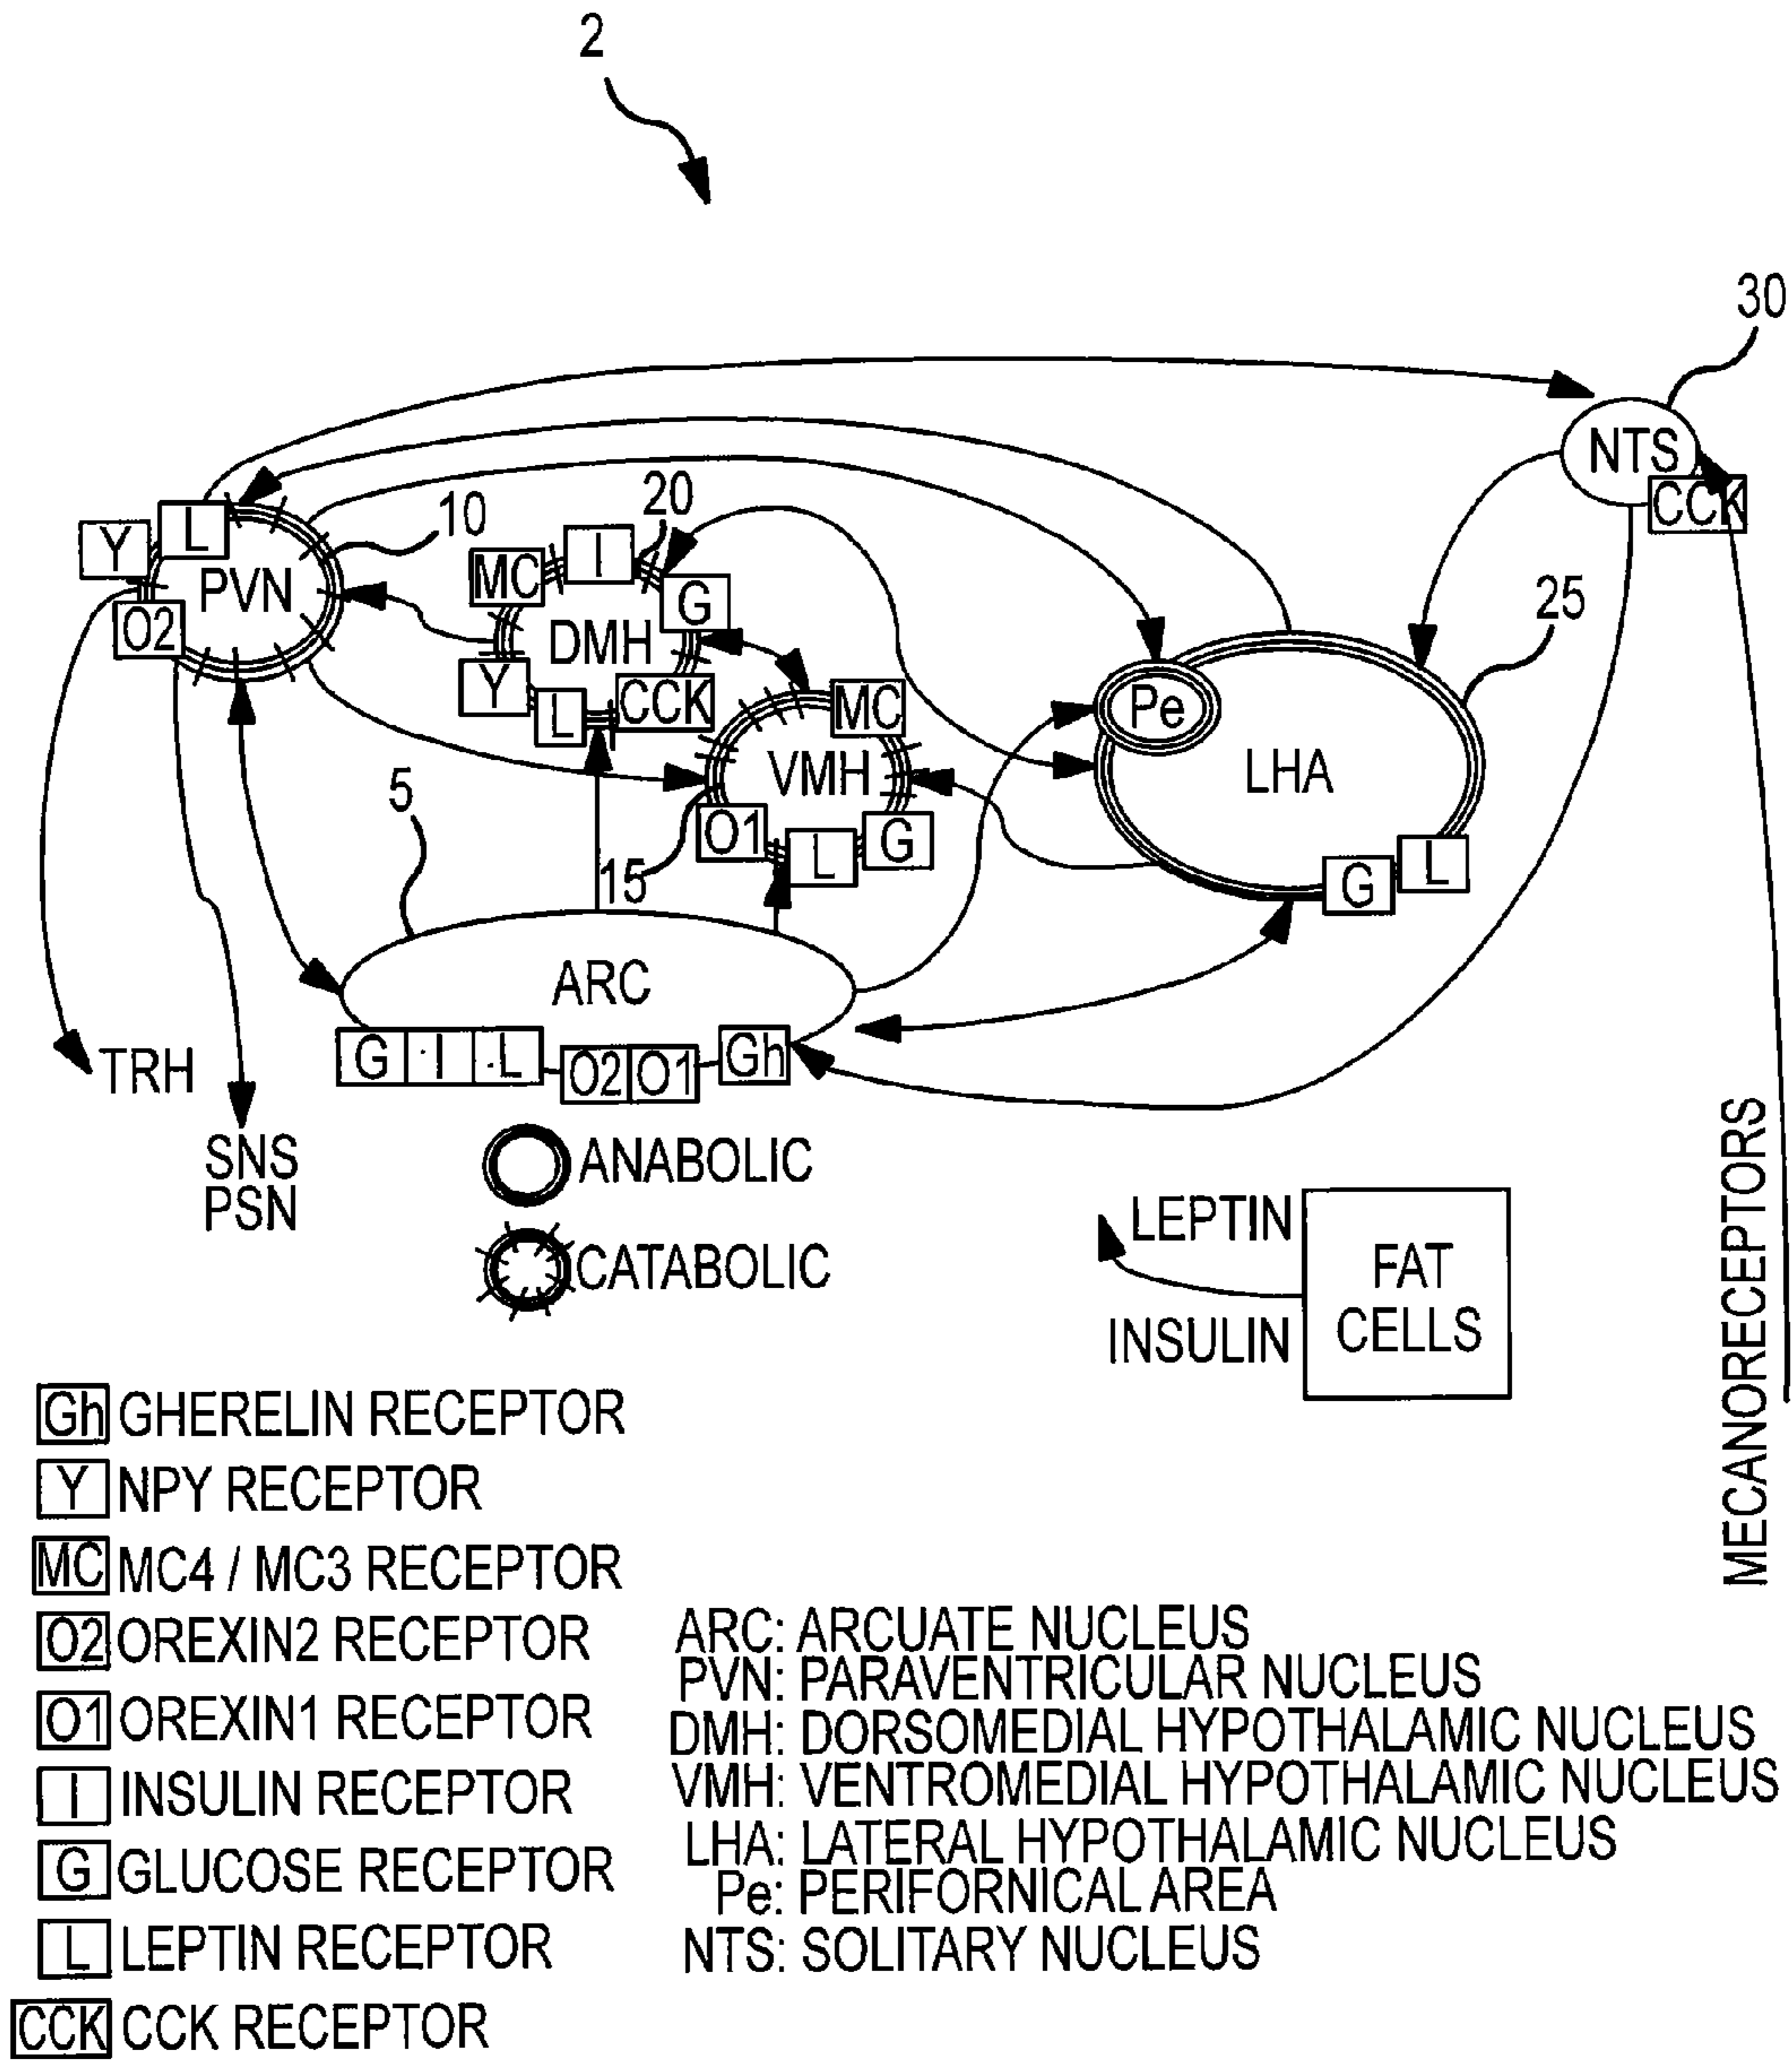 2
30
NTS
CCK
L
10
20
Y
PVN
O2
MC
I
G
DMH
Y
L
CCK
25
Pe
LHA
MC
VMH
O1
L
G
15
5
G
L
ARC
G I L
O2 O1
Gh
TRH
SNS
PSN
ANABOLIC
CATABOLIC
LEPTIN
INSULIN
FAT
CELLS
MECANORECEPTORS
Gh GHERELIN RECEPTOR
Y NPY RECEPTOR
MC MC4 / MC3 RECEPTOR
O2 OREXIN2 RECEPTOR
O1 OREXIN1 RECEPTOR
I INSULIN RECEPTOR
G GLUCOSE RECEPTOR
L LEPTIN RECEPTOR
CCK CCK RECEPTOR
ARC: ARCUATE NUCLEUS
PVN: PARAVENTRICULAR NUCLEUS
DMH: DORSOMEDIAL HYPOTHALAMIC NUCLEUS
VMH: VENTROMEDIAL HYPOTHALAMIC NUCLEUS
LHA: LATERAL HYPOTHALAMIC NUCLEUS
Pe: PERIFORNICAL AREA
NTS: SOLITARY NUCLEUS